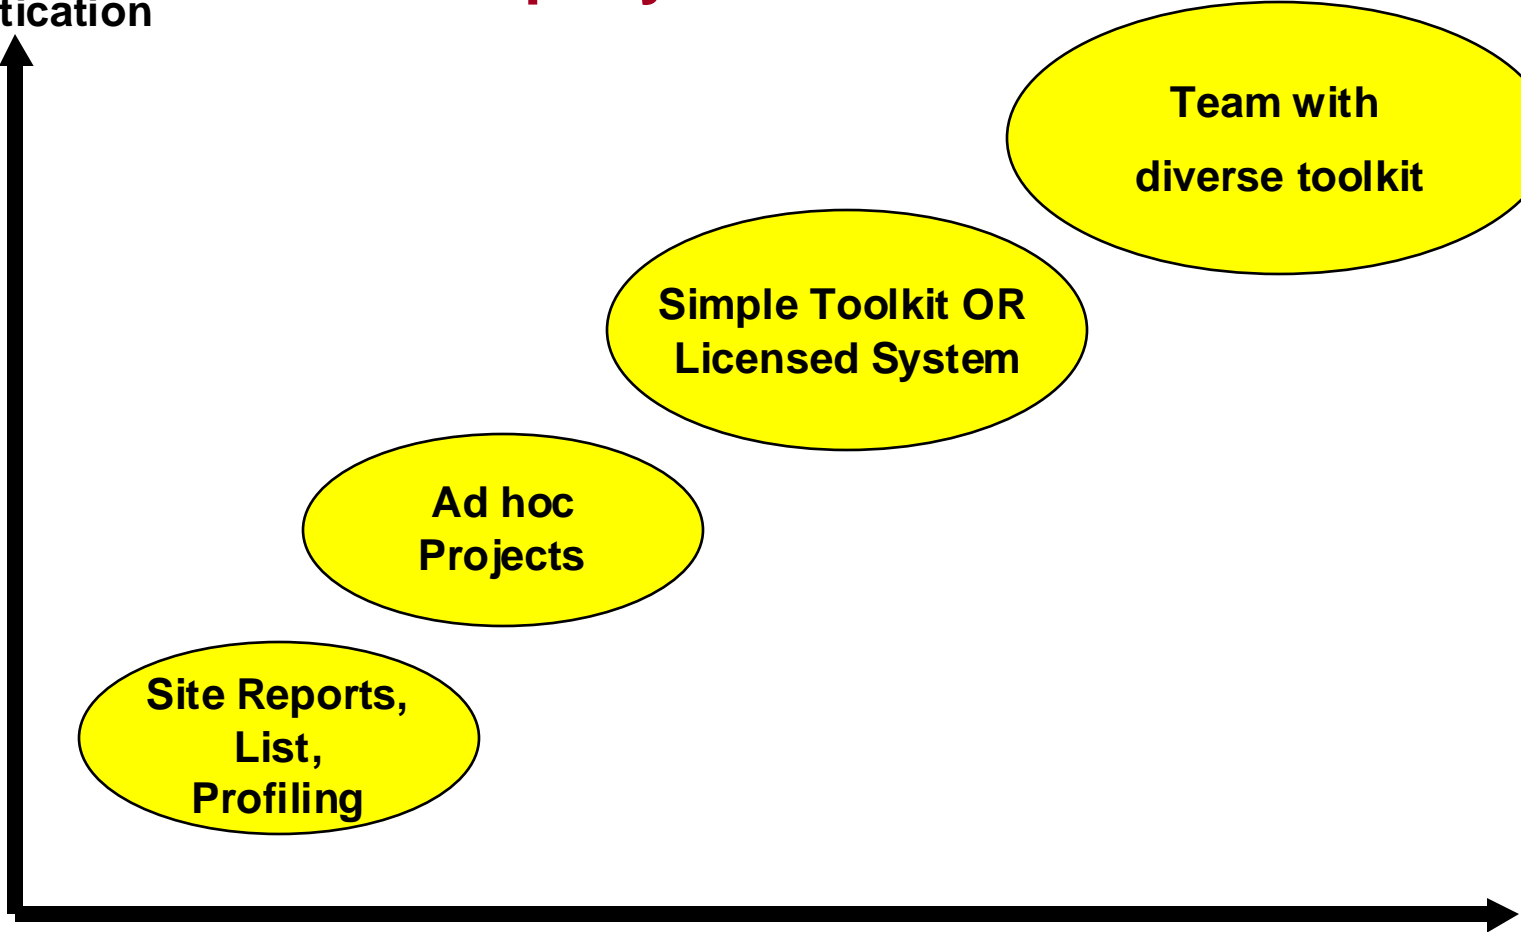 tication
Team with
diverse toolkit
Simple Toolkit OR
Licensed System
Ad hoc
Projects
Site Reports,
List,
Profiling